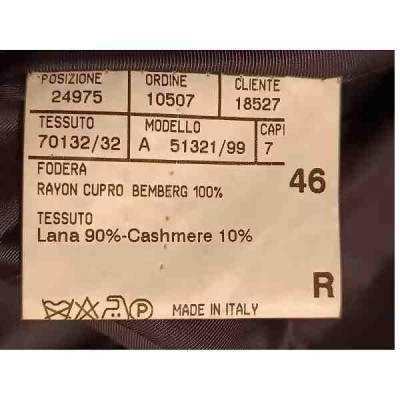 POSIZIONE ORDINE CLIENTE
24975 10507 18527
TESSUTO MODELLO CAPI
70132/32 A 51321/99 7
FODERA
RAYON CUPRO BEMBERG 100%
46
TESSUTO
Lana 90%-Cashmere 10%
R
P MADE IN ITALY